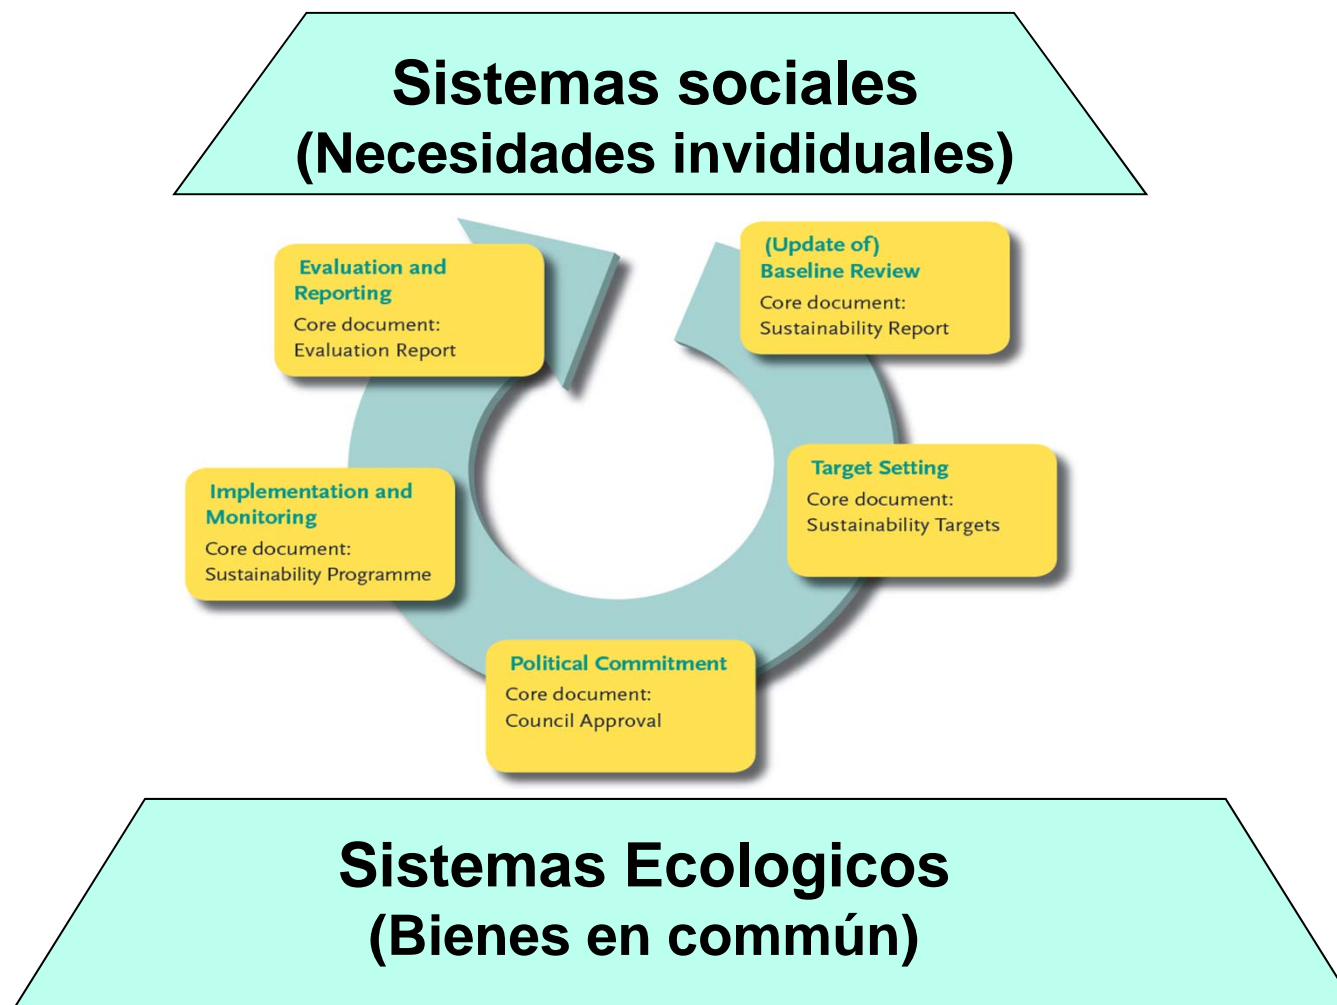 Sistemas sociales
(Necesidades invididuales)
Evaluation and
Reporting
Core document:
Evaluation Report
(Update of)
Baseline Review
Core document:
Sustainability Report
Implementation and
Monitoring
Core document:
Sustainability Programme
Target Setting
Core document:
Sustainability Targets
Political Commitment
Core document:
Council Approval
Sistemas Ecologicos
(Bienes en commún)